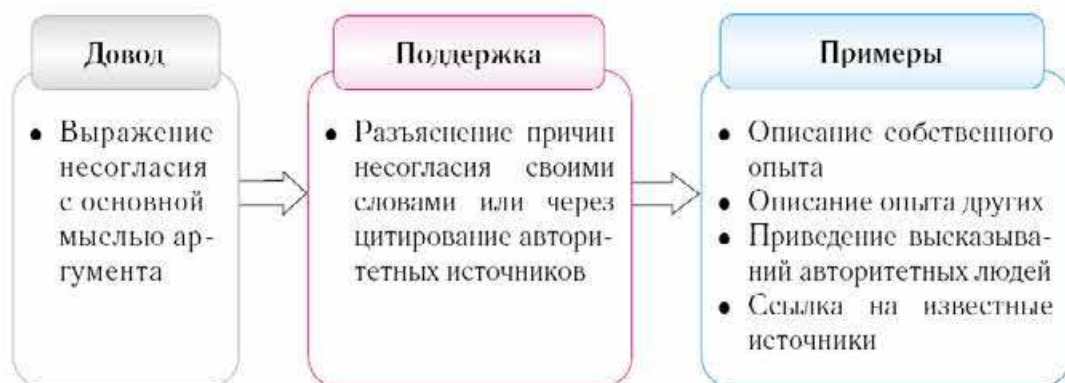 Довод
• Выражение
несогласия
с основной
мыслью ар-
гумента
Поддержка
• Разъяснение причин
несогласия своими
словами или через
цитирование автори-
тетных источников
Примеры
• Описание собственного
опыта
• Описание опыта других
• Приведение высказыва-
ний авторитетных людей
• Ссылка на известные
источники